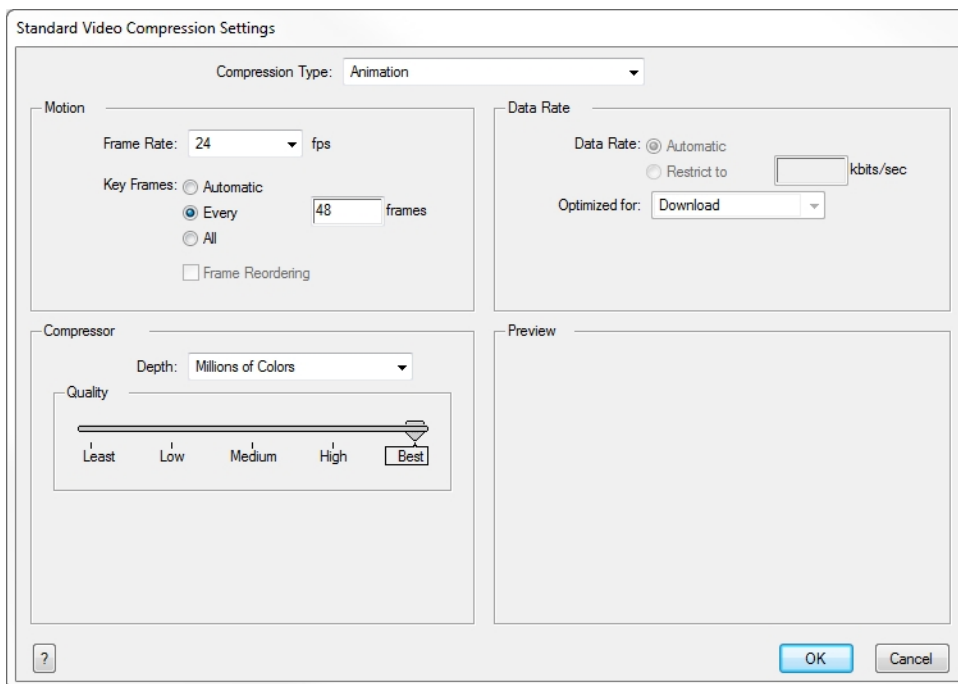 Standard Video Compression Settings
Compression Type: Animation
Motion
Frame Rate: 24 fps
Key Frames: Automatic
Every 48 frames
All
Frame Reordering
Data Rate
Data Rate: Automatic
Restrict to kbits/sec
Optimized for: Download
Compressor
Depth: Millions of Colors
Quality
Least Low Medium High Best
Preview
? OK Cancel